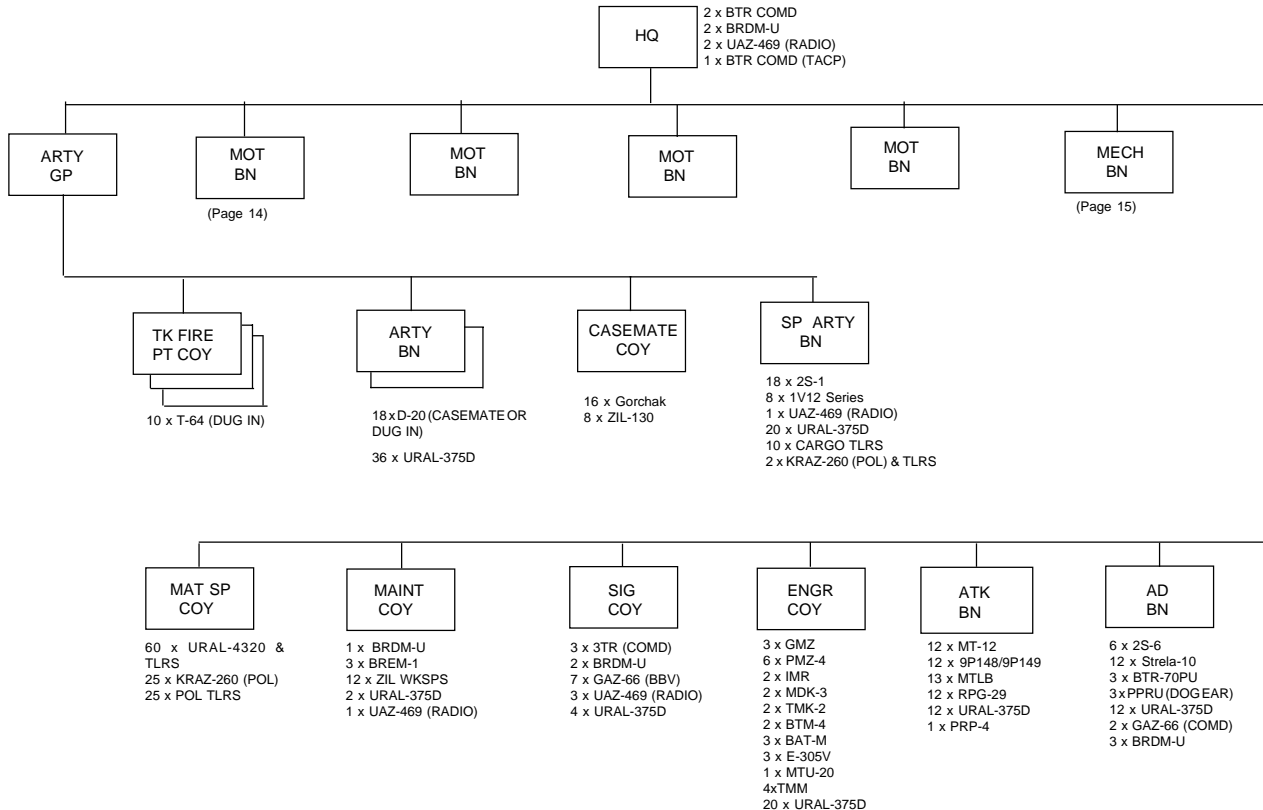 HQ
2 x BTR COMD
2 x BRDM-U
2 x UAZ-469 (RADIO)
1 x BTR COMD (TACP)
ARTY
GP
MOT
BN
(Page 14)
MOT
BN
MOT
BN
MOT
BN
MECH
BN
(Page 15)
TK FIRE
PT COY
10 x T-64 (DUG IN)
ARTY
BN
18xD-20 (CASEMATE OR
DUG IN)
36 x URAL-375D
CASEMATE
COY
16 x Gorchak
8 x ZIL-130
SP ARTY
BN
18 x 2S-1
8 x 1V12 Series
1 x UAZ-469 (RADIO)
20 x URAL-375D
10 x CARGO TLRS
2 x KRAZ-260 (POL) & TLRS
MAT SP
COY
60 x URAL-4320 &
TLRS
25 x KRAZ-260 (POL)
25 x POL TLRS
MAINT
COY
1 x BRDM-U
3 x BREM-1
12 x ZIL WKSPS
2 x URAL-375D
1 x UAZ-469 (RADIO)
SIG
COY
3 x 3TR (COMD)
2 x BRDM-U
7 x GAZ-66 (BBV)
3 x UAZ-469 (RADIO)
4 x URAL-375D
ENGR
COY
3 x GMZ
6 x PMZ-4
2 x IMR
2 x MDK-3
2 x TMK-2
2 x BTM-4
3 x BAT-M
3 x E-305V
1 x MTU-20
4xTMM
20 x URAL-375D
ATK
BN
12 x MT-12
12 x 9P148/9P149
13 x MTLB
12 x RPG-29
12 x URAL-375D
1 x PRP-4
AD
BN
6 x 2S-6
12 x Strela-10
3 x BTR-70PU
3xPPRU (DOG EAR)
12 x URAL-375D
2 x GAZ-66 (COMD)
3 x BRDM-U